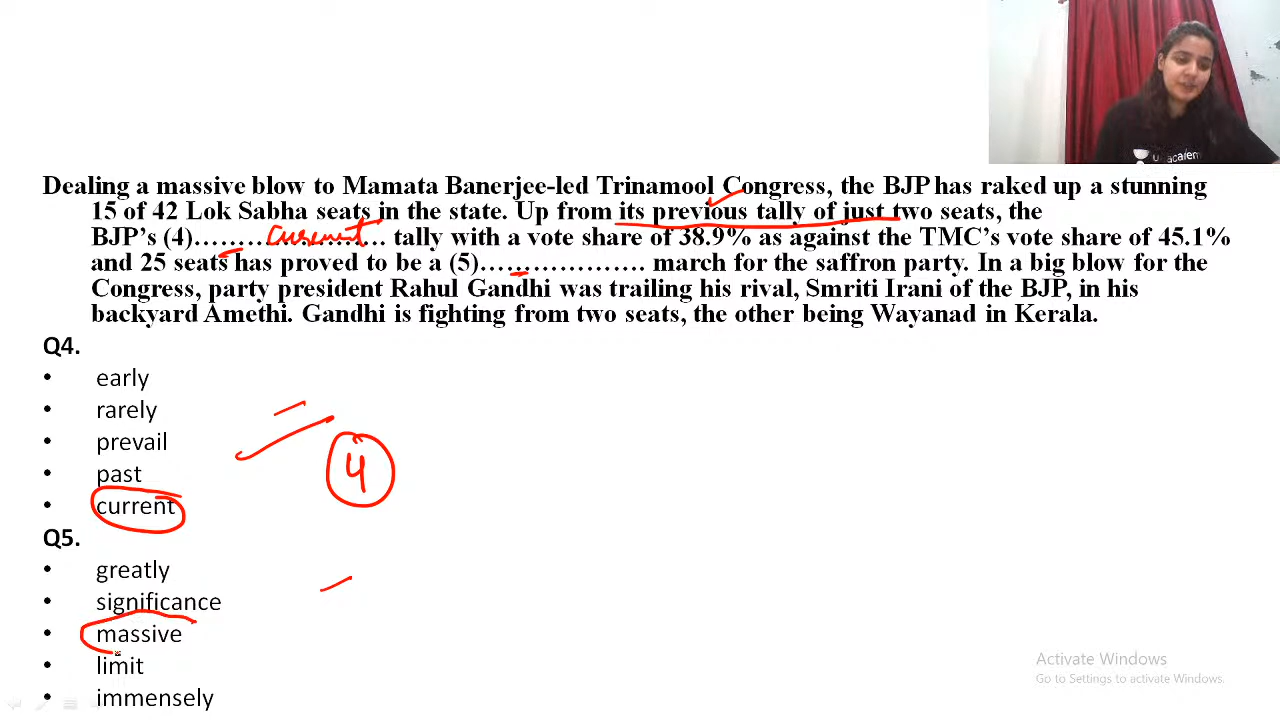 Dealing a massive blow to Mamata Banerjee-led Trinamool Congress, the BJP has raked up a stunning
15 of 42 Lok Sabha seats in the state. Up from its previous tally of just two seats, the
current
BJP's (4)…………………. tally with a vote share of 38.9% as against the TMC's vote share of 45.1%
and 25 seats has proved to be a (5)………………. march for the saffron party. In a big blow for the
Congress, party president Rahul Gandhi was trailing his rival, Smriti Irani of the BJP, in his
backyard Amethi. Gandhi is fighting from two seats, the other being Wayanad in Kerala.
Q4.
• early
• rarely
• prevail
• past
• current
4
Q5.
• greatly
• significance
• massive
• limit
• immensely
Activate Windows
Go to Settings to activate Windows.